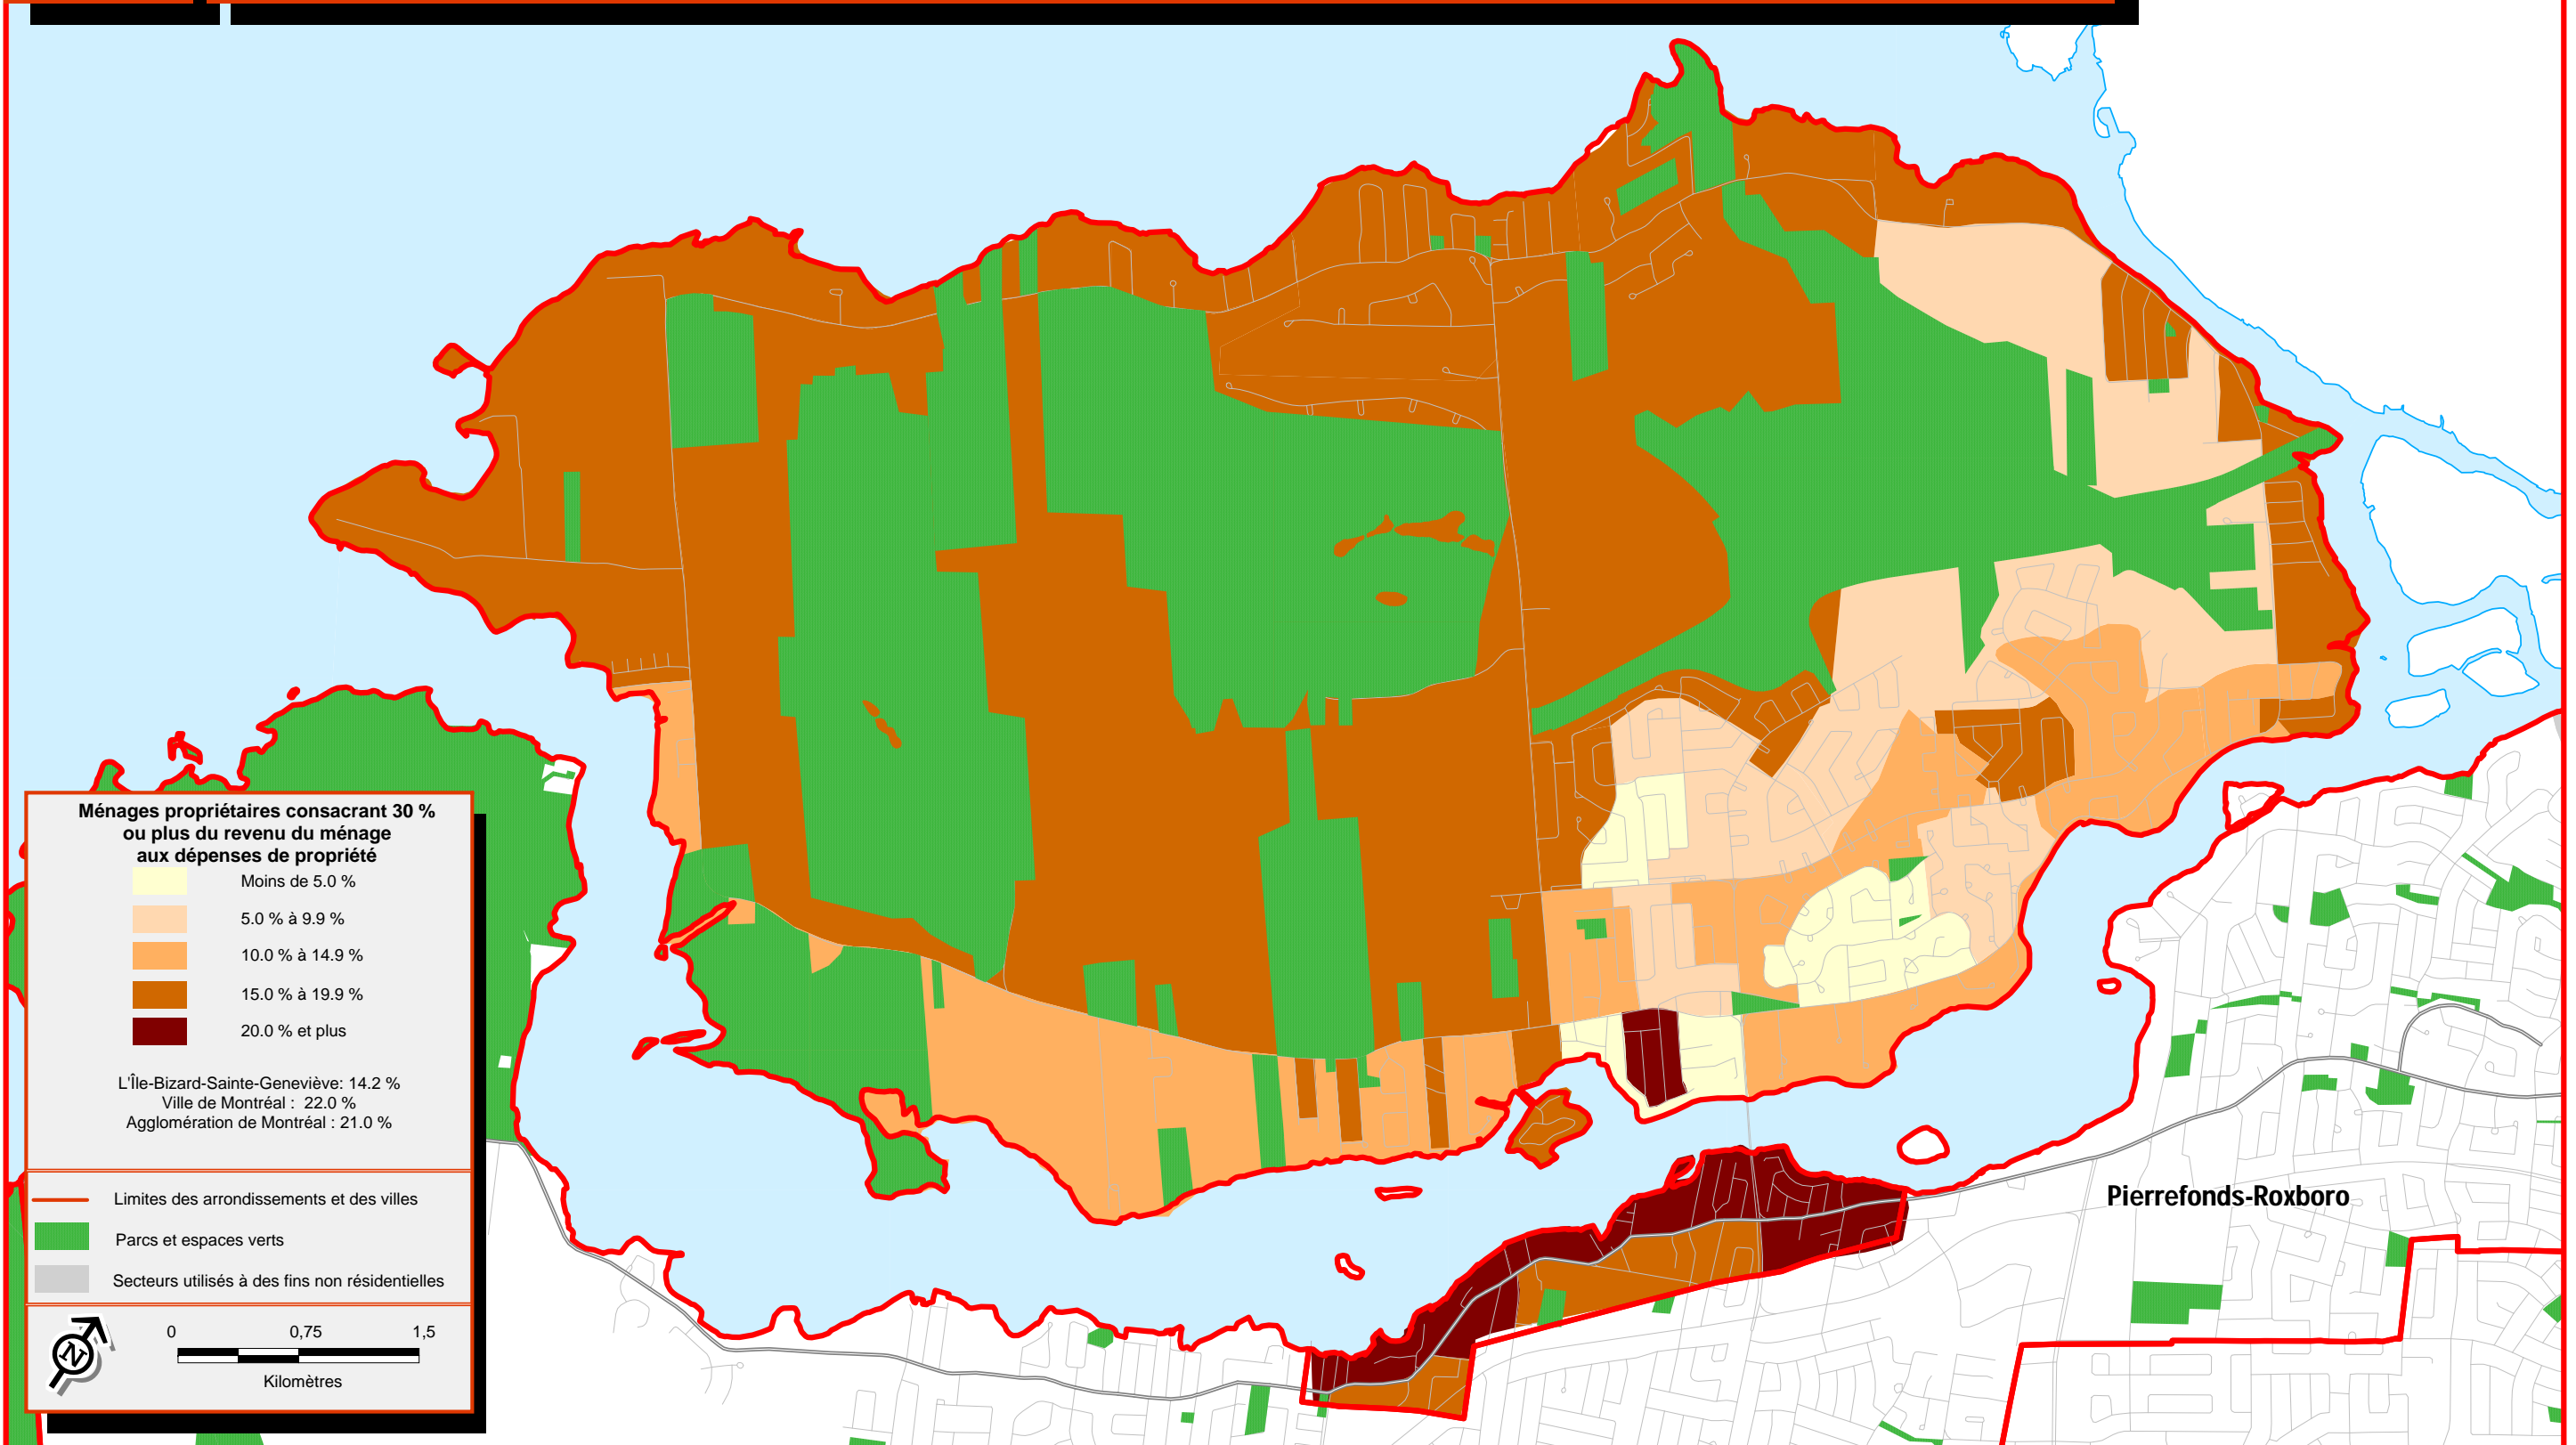 Ménages propriétaires consacrant 30 %
ou plus du revenu du ménage
aux dépenses de propriété
Moins de 5.0 %
5.0 % à 9.9 %
10.0 % à 14.9 %
15.0 % à 19.9 %
20.0 % et plus
L'Île-Bizard-Sainte-Geneviève: 14.2 %
Ville de Montréal : 22.0 %
Agglomération de Montréal : 21.0 %
Limites des arrondissements et des villes
Parcs et espaces verts
Secteurs utilisés à des fins non résidentielles
N
0 0,75 1,5
Kilomètres
Pierrefonds-Roxboro